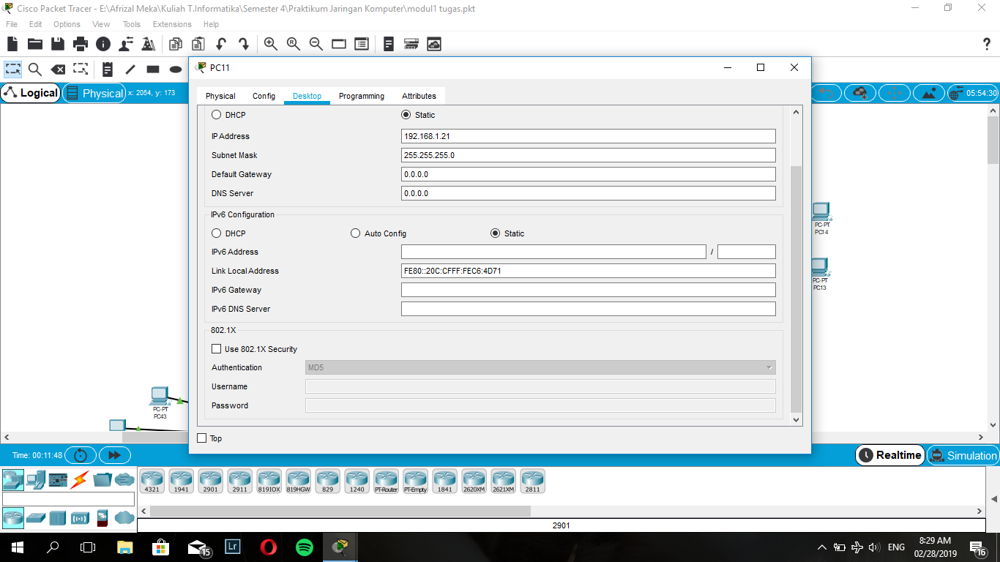 Cisco Packet Tracer - E:\Afrizal Meka\Kuliah T.Informatika\Semester 4\Praktikum Jaringan Komputer\modul1 tugas.pkt
File Edit Options View Tools Extensions Help
Logical Physical x: 2054, y: 173
05:54:30
PC11
Physical Config Desktop Programming Attributes
DHCP Static
IP Address 192.168.1.21
Subnet Mask 255.255.255.0
Default Gateway 0.0.0.0
DNS Server 0.0.0.0
IPv6 Configuration
DHCP Auto Config Static
IPv6 Address /
Link Local Address FE80::20C:CFFF:FEC6:4D71
IPv6 Gateway
IPv6 DNS Server
802.1X
Use 802.1X Security
Authentication MD5
Username
Password
Top
PC-PT
PC14
PC-PT
PC13
PC-PT
PC43
Time: 00:11:48
Realtime Simulation
4321 1941 2901 2911 819IOX 819HGW 829 1240 PT-Router PT-Empty 1841 2620XM 2621XM 2811
2901
15 Lr ENG 8:29 AM 16
02/28/2019